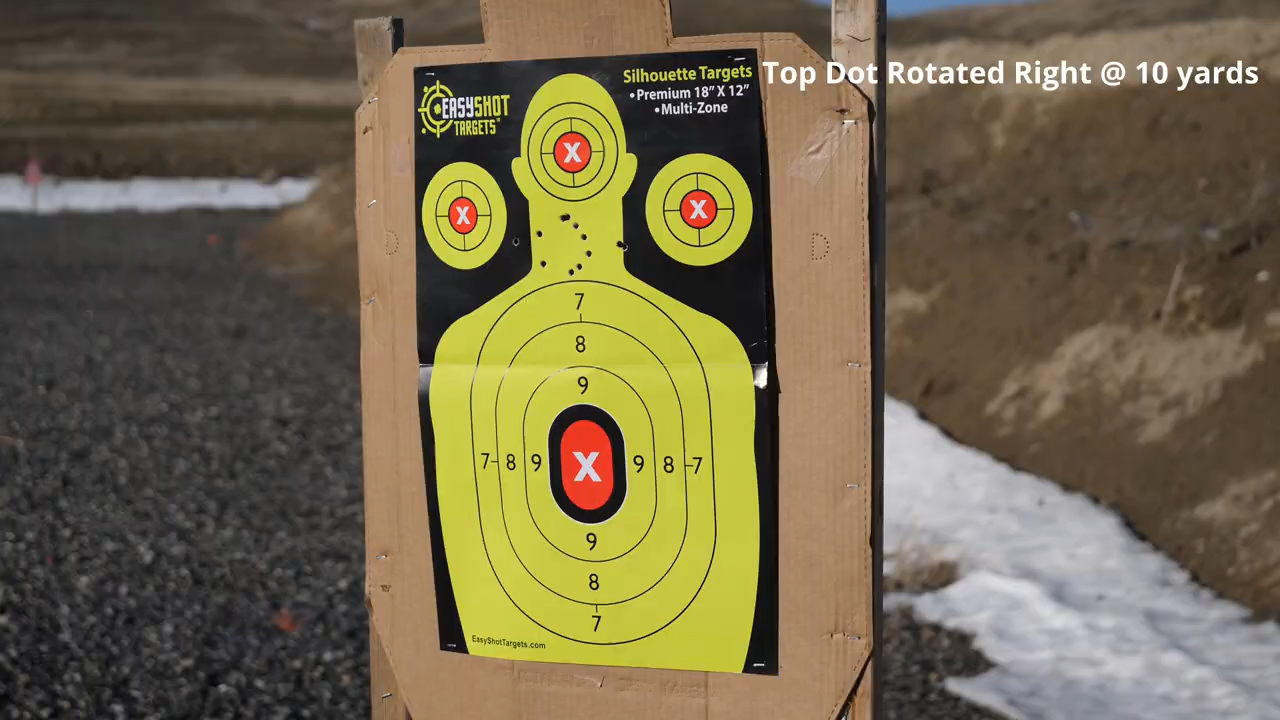 Top Dot Rotated Right @ 10 yards
Silhouette Targets
•Premium 18" X 12"
•Multi-Zone
EASYSHOT
TARGETS™
X
X
X
7
8
9
7 8 9 X 9 8 7
9
8
7
EasyShotTargets.com
D
D